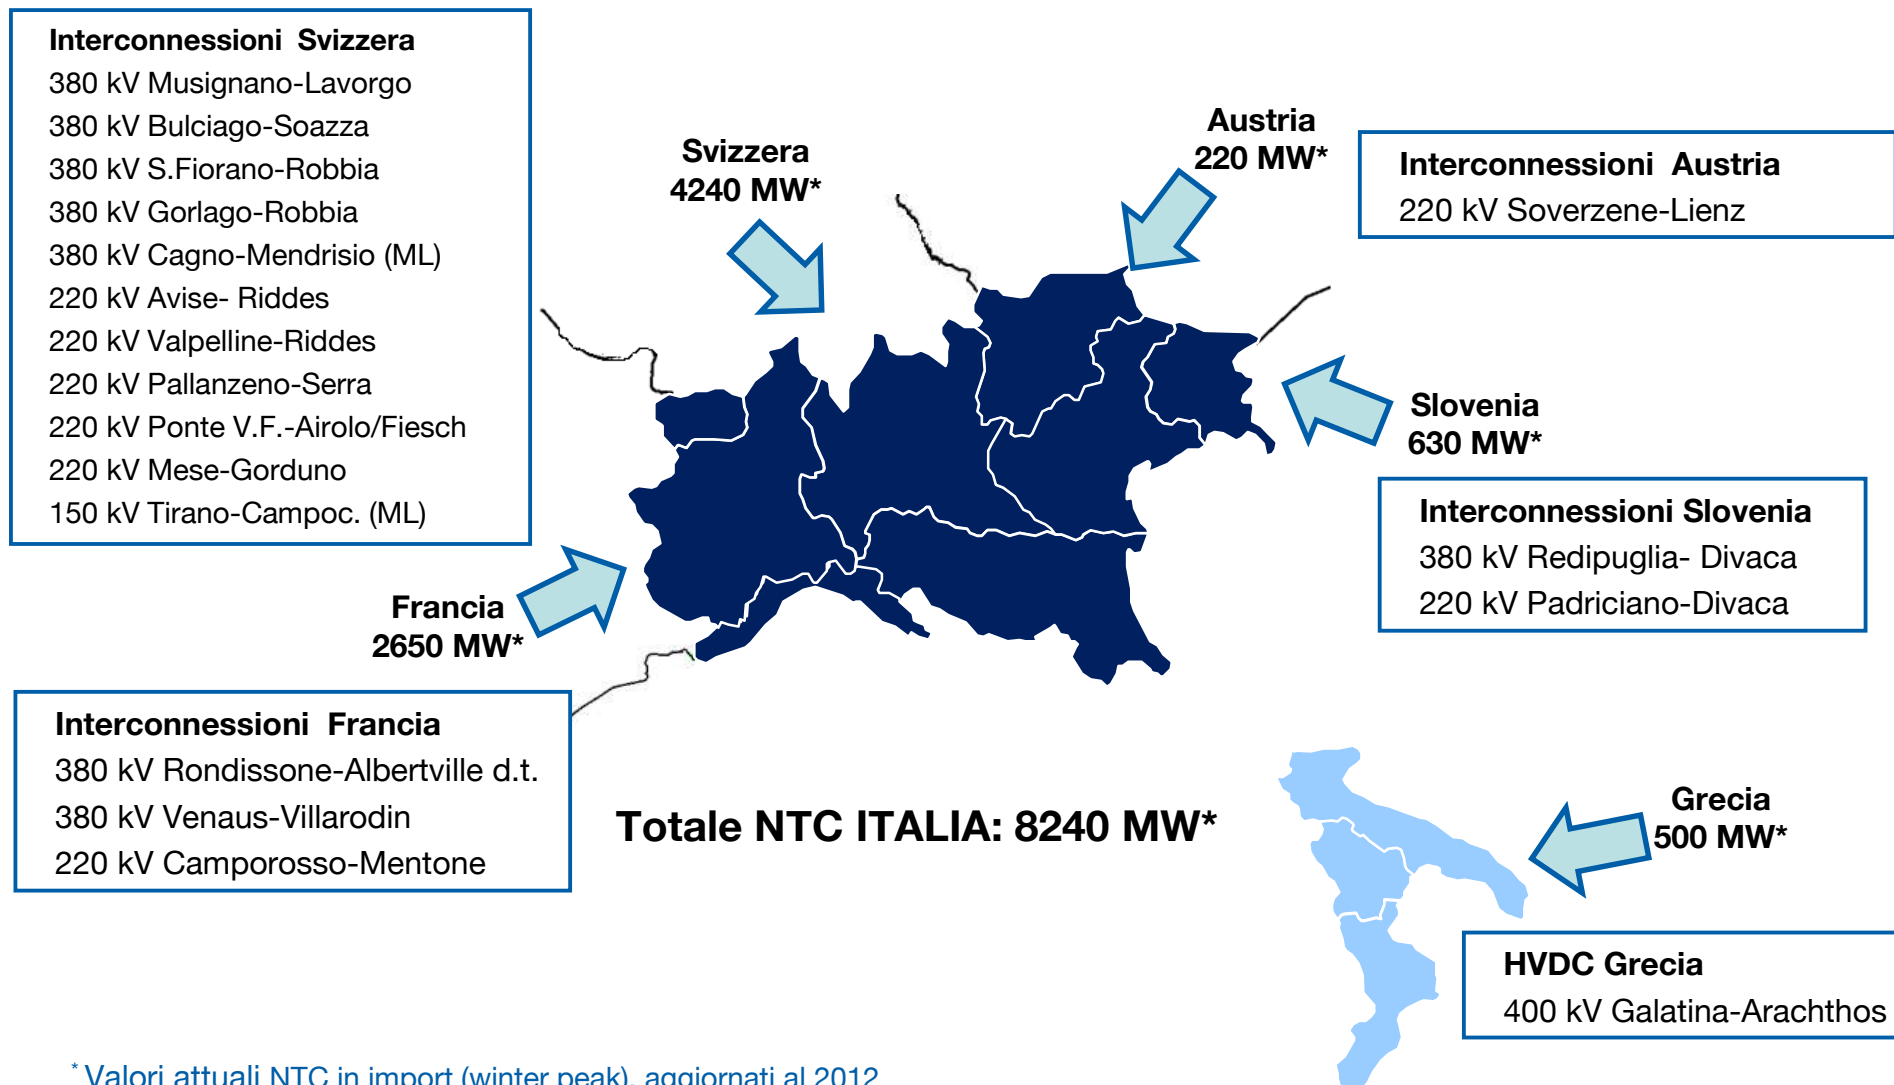 Interconnessioni Svizzera
380 kV Musignano-Lavorgo
380 kV Bulciago-Soazza
380 kV S.Fiorano-Robbia
380 kV Gorlago-Robbia
380 kV Cagno-Mendrisio (ML)
220 kV Avise- Riddes
220 kV Valpelline-Riddes
220 kV Pallanzeno-Serra
220 kV Ponte V.F.-Airolo/Fiesch
220 kV Mese-Gorduno
150 kV Tirano-Campoc. (ML)
Svizzera
4240 MW*
Austria
220 MW*
Interconnessioni Austria
220 kV Soverzene-Lienz
Slovenia
630 MW*
Interconnessioni Slovenia
380 kV Redipuglia- Divaca
220 kV Padriciano-Divaca
Francia
2650 MW*
Interconnessioni Francia
380 kV Rondissone-Albertville d.t.
380 kV Venaus-Villarodin
220 kV Camporosso-Mentone
Totale NTC ITALIA: 8240 MW*
Grecia
500 MW*
HVDC Grecia
400 kV Galatina-Arachthos
* Valori attuali NTC in import (winter peak), aggiornati al 2012